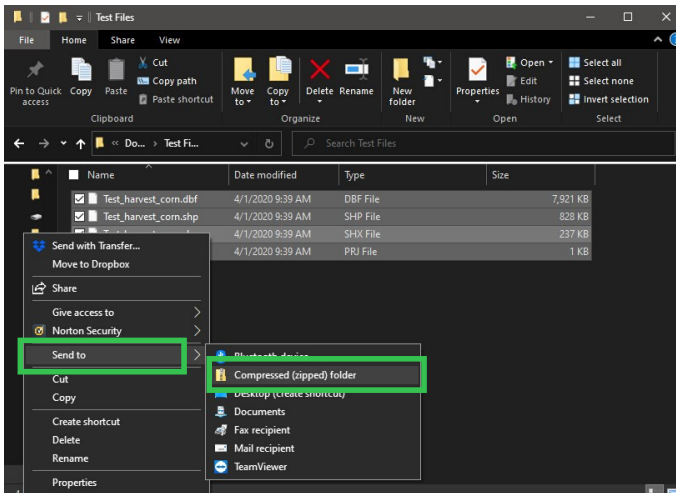 Test Files
File Home Share View
Pin to Quick access
Copy
Paste
Cut
Copy path
Paste shortcut
Clipboard
Move to
Copy to
Delete
Rename
Organize
New folder
New
Properties
Open
Edit
History
Open
Select all
Select none
Invert selection
Select
« Do... › Test Fi...
Search Test Files
Name Date modified Type Size
Test_harvest_corn.dbf 4/1/2020 9:39 AM DBF File 7,921 KB
Test_harvest_corn.shp 4/1/2020 9:39 AM SHP File 828 KB
4/1/2020 9:39 AM SHX File 237 KB
4/1/2020 9:39 AM PRJ File 1 KB
Send with Transfer...
Move to Dropbox
Share
Give access to
Norton Security
Send to
Cut
Copy
Create shortcut
Delete
Rename
Properties
Bluetooth device
Compressed (zipped) folder
Desktop (create shortcut)
Documents
Fax recipient
Mail recipient
TeamViewer